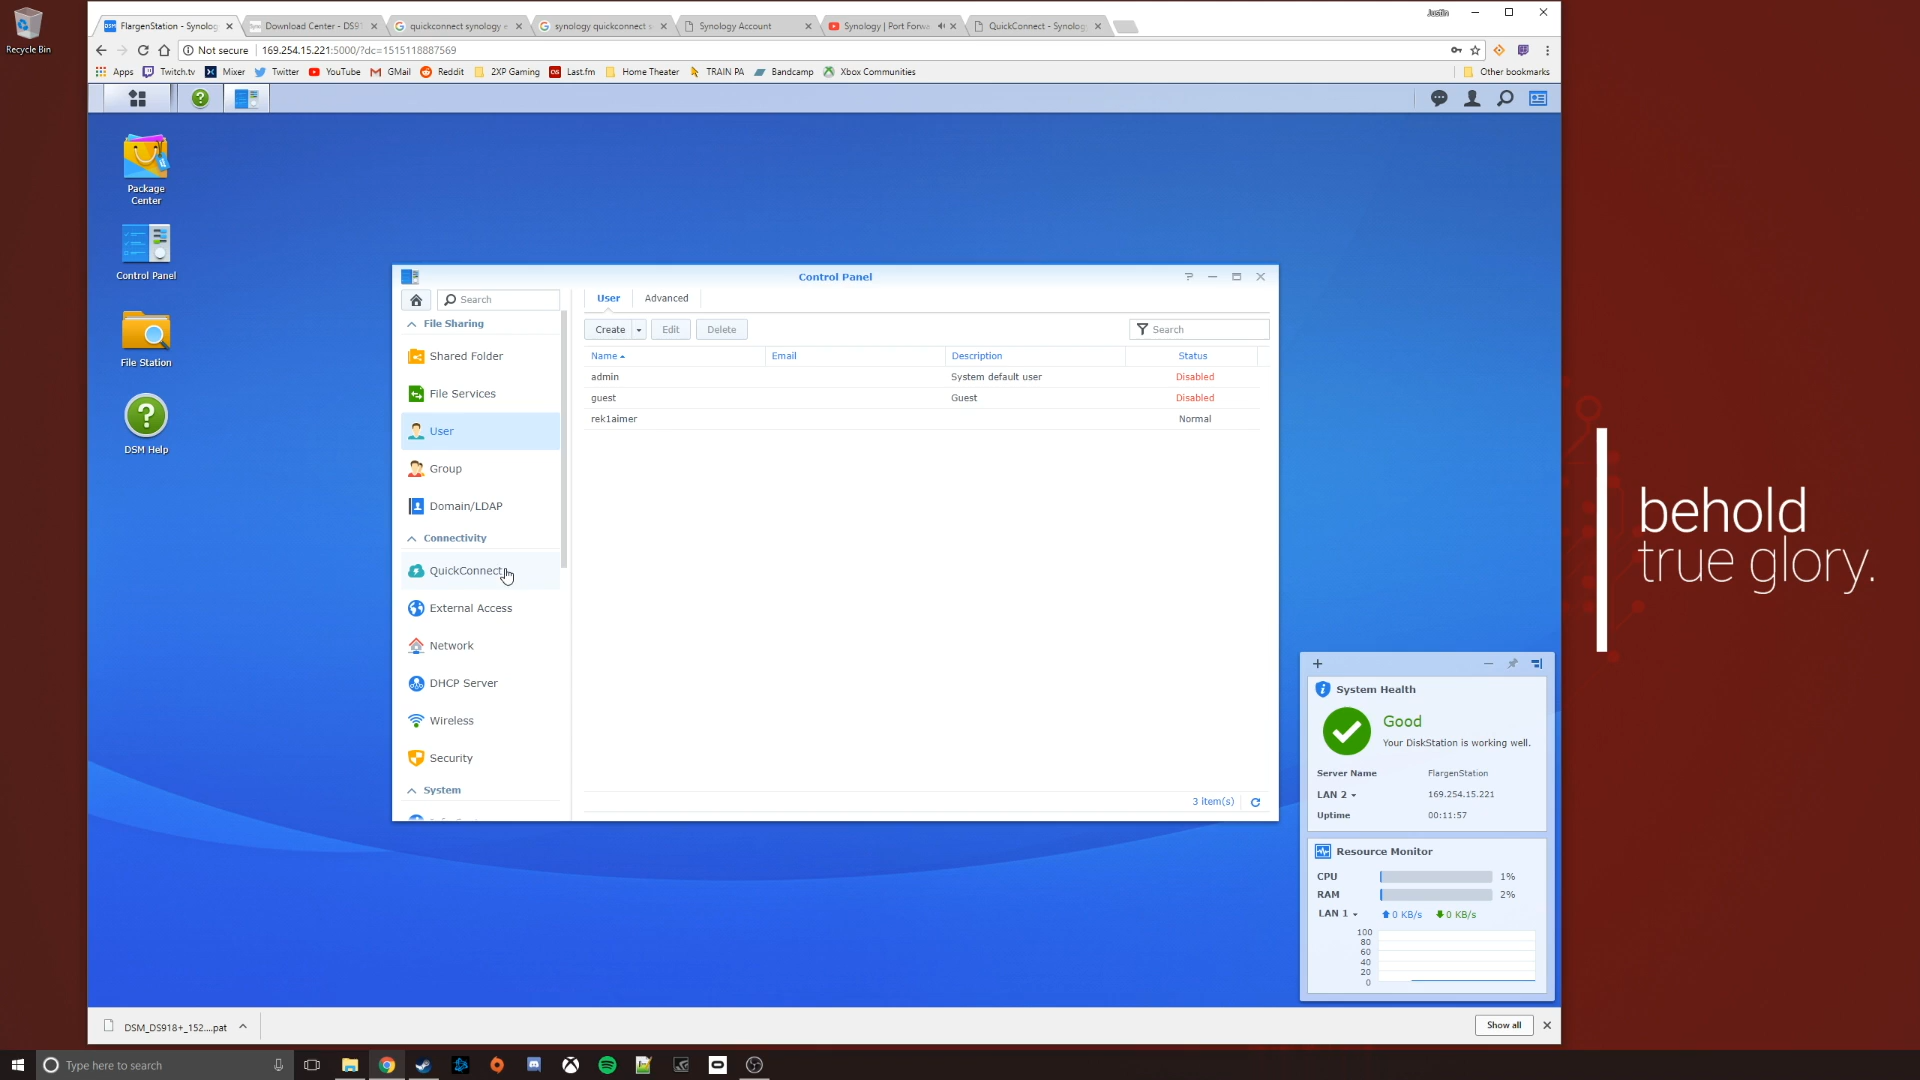 Recycle Bin
FlargenStation - Synolog
Download Center - DS91
quickconnect synology e
synology quickconnect s
Synology Account
Synology | Port Forwa
QuickConnect - Synolog
Justin
Not secure
169.254.15.221:5000/?dc=1515118887569
Apps
Twitch.tv
Mixer
Twitter
YouTube
GMail
Reddit
2XP Gaming
Last.fm
Home Theater
TRAIN PA
Bandcamp
Xbox Communities
Other bookmarks
Package
Center
Control Panel
File Station
DSM Help
Control Panel
Search
File Sharing
Shared Folder
File Services
User
Group
Domain/LDAP
Connectivity
QuickConnect
External Access
Network
DHCP Server
Wireless
Security
System
User
Advanced
Create
Edit
Delete
Search
Name
Email
Description
Status
admin
System default user
Disabled
guest
Guest
Disabled
rek1aimer
Normal
3 item(s)
behold
true glory.
System Health
Good
Your DiskStation is working well.
Server Name
FlargenStation
LAN 2
169.254.15.221
Uptime
00:11:57
Resource Monitor
CPU
1%
RAM
2%
LAN 1
0 KB/s
0 KB/s
100
80
60
40
20
0
DSM_DS918+_152....pat
Show all
Type here to search